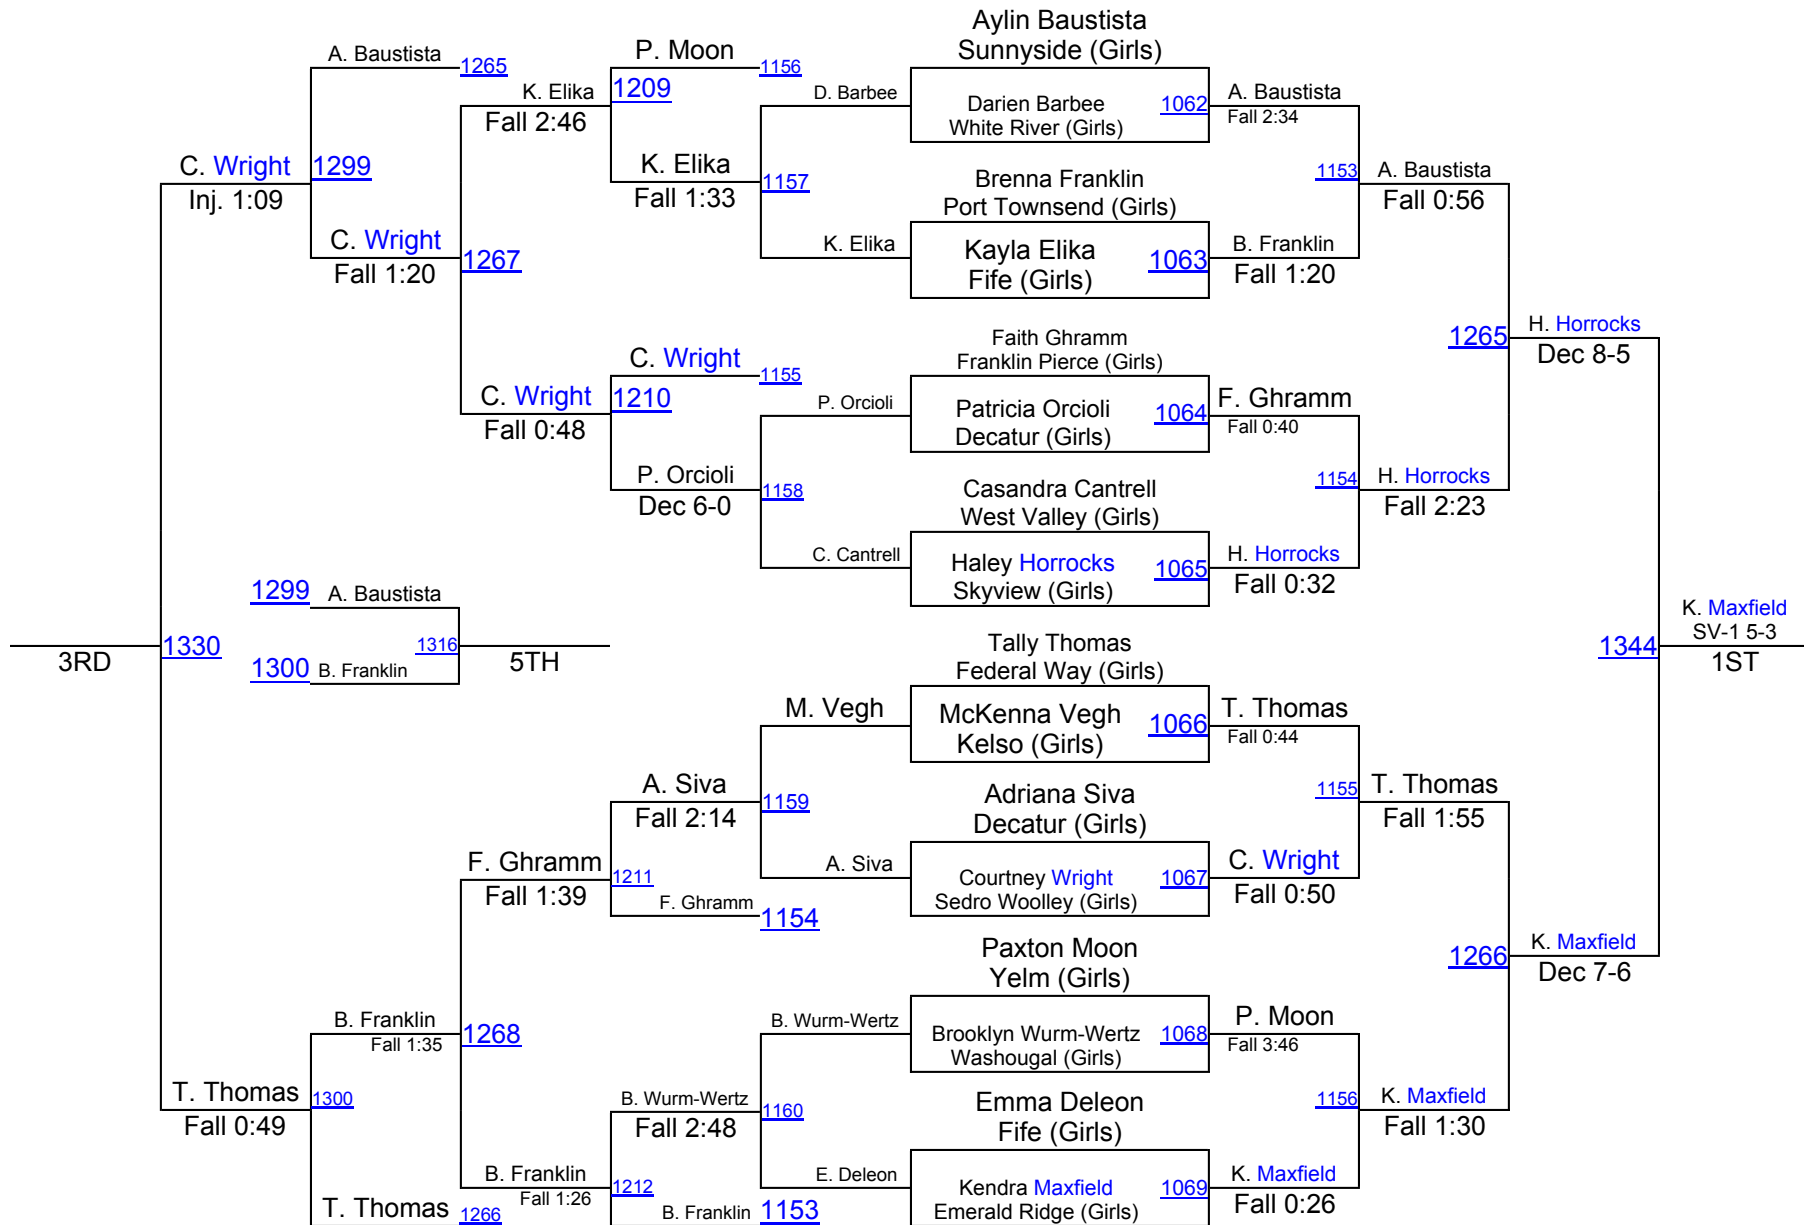 Aylin Baustista
A. Baustista
P. Moon
Sunnyside (Girls)
1265
1156
K. Elika
1209
D. Barbee
Darien Barbee
1062
A. Baustista
Fall 2:46
White River (Girls)
Fall 2:34
C. Wright
1299
K. Elika
1157
Brenna Franklin
1153
A. Baustista
Inj. 1:09
Fall 1:33
Port Townsend (Girls)
Fall 0:56
C. Wright
1267
K. Elika
Kayla Elika
1063
B. Franklin
Fall 1:20
Fife (Girls)
Fall 1:20
Faith Ghramm
1265
H. Horrocks
C. Wright
Franklin Pierce (Girls)
Dec 8-5
1155
C. Wright
1210
P. Orcioli
Patricia Orcioli
1064
F. Ghramm
Fall 0:48
Decatur (Girls)
Fall 0:40
P. Orcioli
1158
Casandra Cantrell
1154
H. Horrocks
Dec 6-0
West Valley (Girls)
Fall 2:23
C. Cantrell
Haley Horrocks
1065
H. Horrocks
1299
A. Baustista
Skyview (Girls)
Fall 0:32
K. Maxfield
3RD
1330
1316
5TH
Tally Thomas
1344
SV-1 5-3
1300
B. Franklin
Federal Way (Girls)
1ST
M. Vegh
McKenna Vegh
1066
T. Thomas
Kelso (Girls)
Fall 0:44
A. Siva
1159
Adriana Siva
1155
T. Thomas
Fall 2:14
Decatur (Girls)
Fall 1:55
F. Ghramm
1211
A. Siva
Courtney Wright
1067
C. Wright
Fall 1:39
F. Ghramm
1154
Sedro Woolley (Girls)
Fall 0:50
Paxton Moon
1266
K. Maxfield
Yelm (Girls)
Dec 7-6
B. Franklin
1268
B. Wurm-Wertz
Brooklyn Wurm-Wertz
1068
P. Moon
Fall 1:35
Washougal (Girls)
Fall 3:46
T. Thomas
1300
B. Wurm-Wertz
1160
Emma Deleon
1156
K. Maxfield
Fall 0:49
Fall 2:48
Fife (Girls)
Fall 1:30
B. Franklin
1212
E. Deleon
Kendra Maxfield
1069
K. Maxfield
T. Thomas
1266
Fall 1:26
B. Franklin
1153
Emerald Ridge (Girls)
Fall 0:26